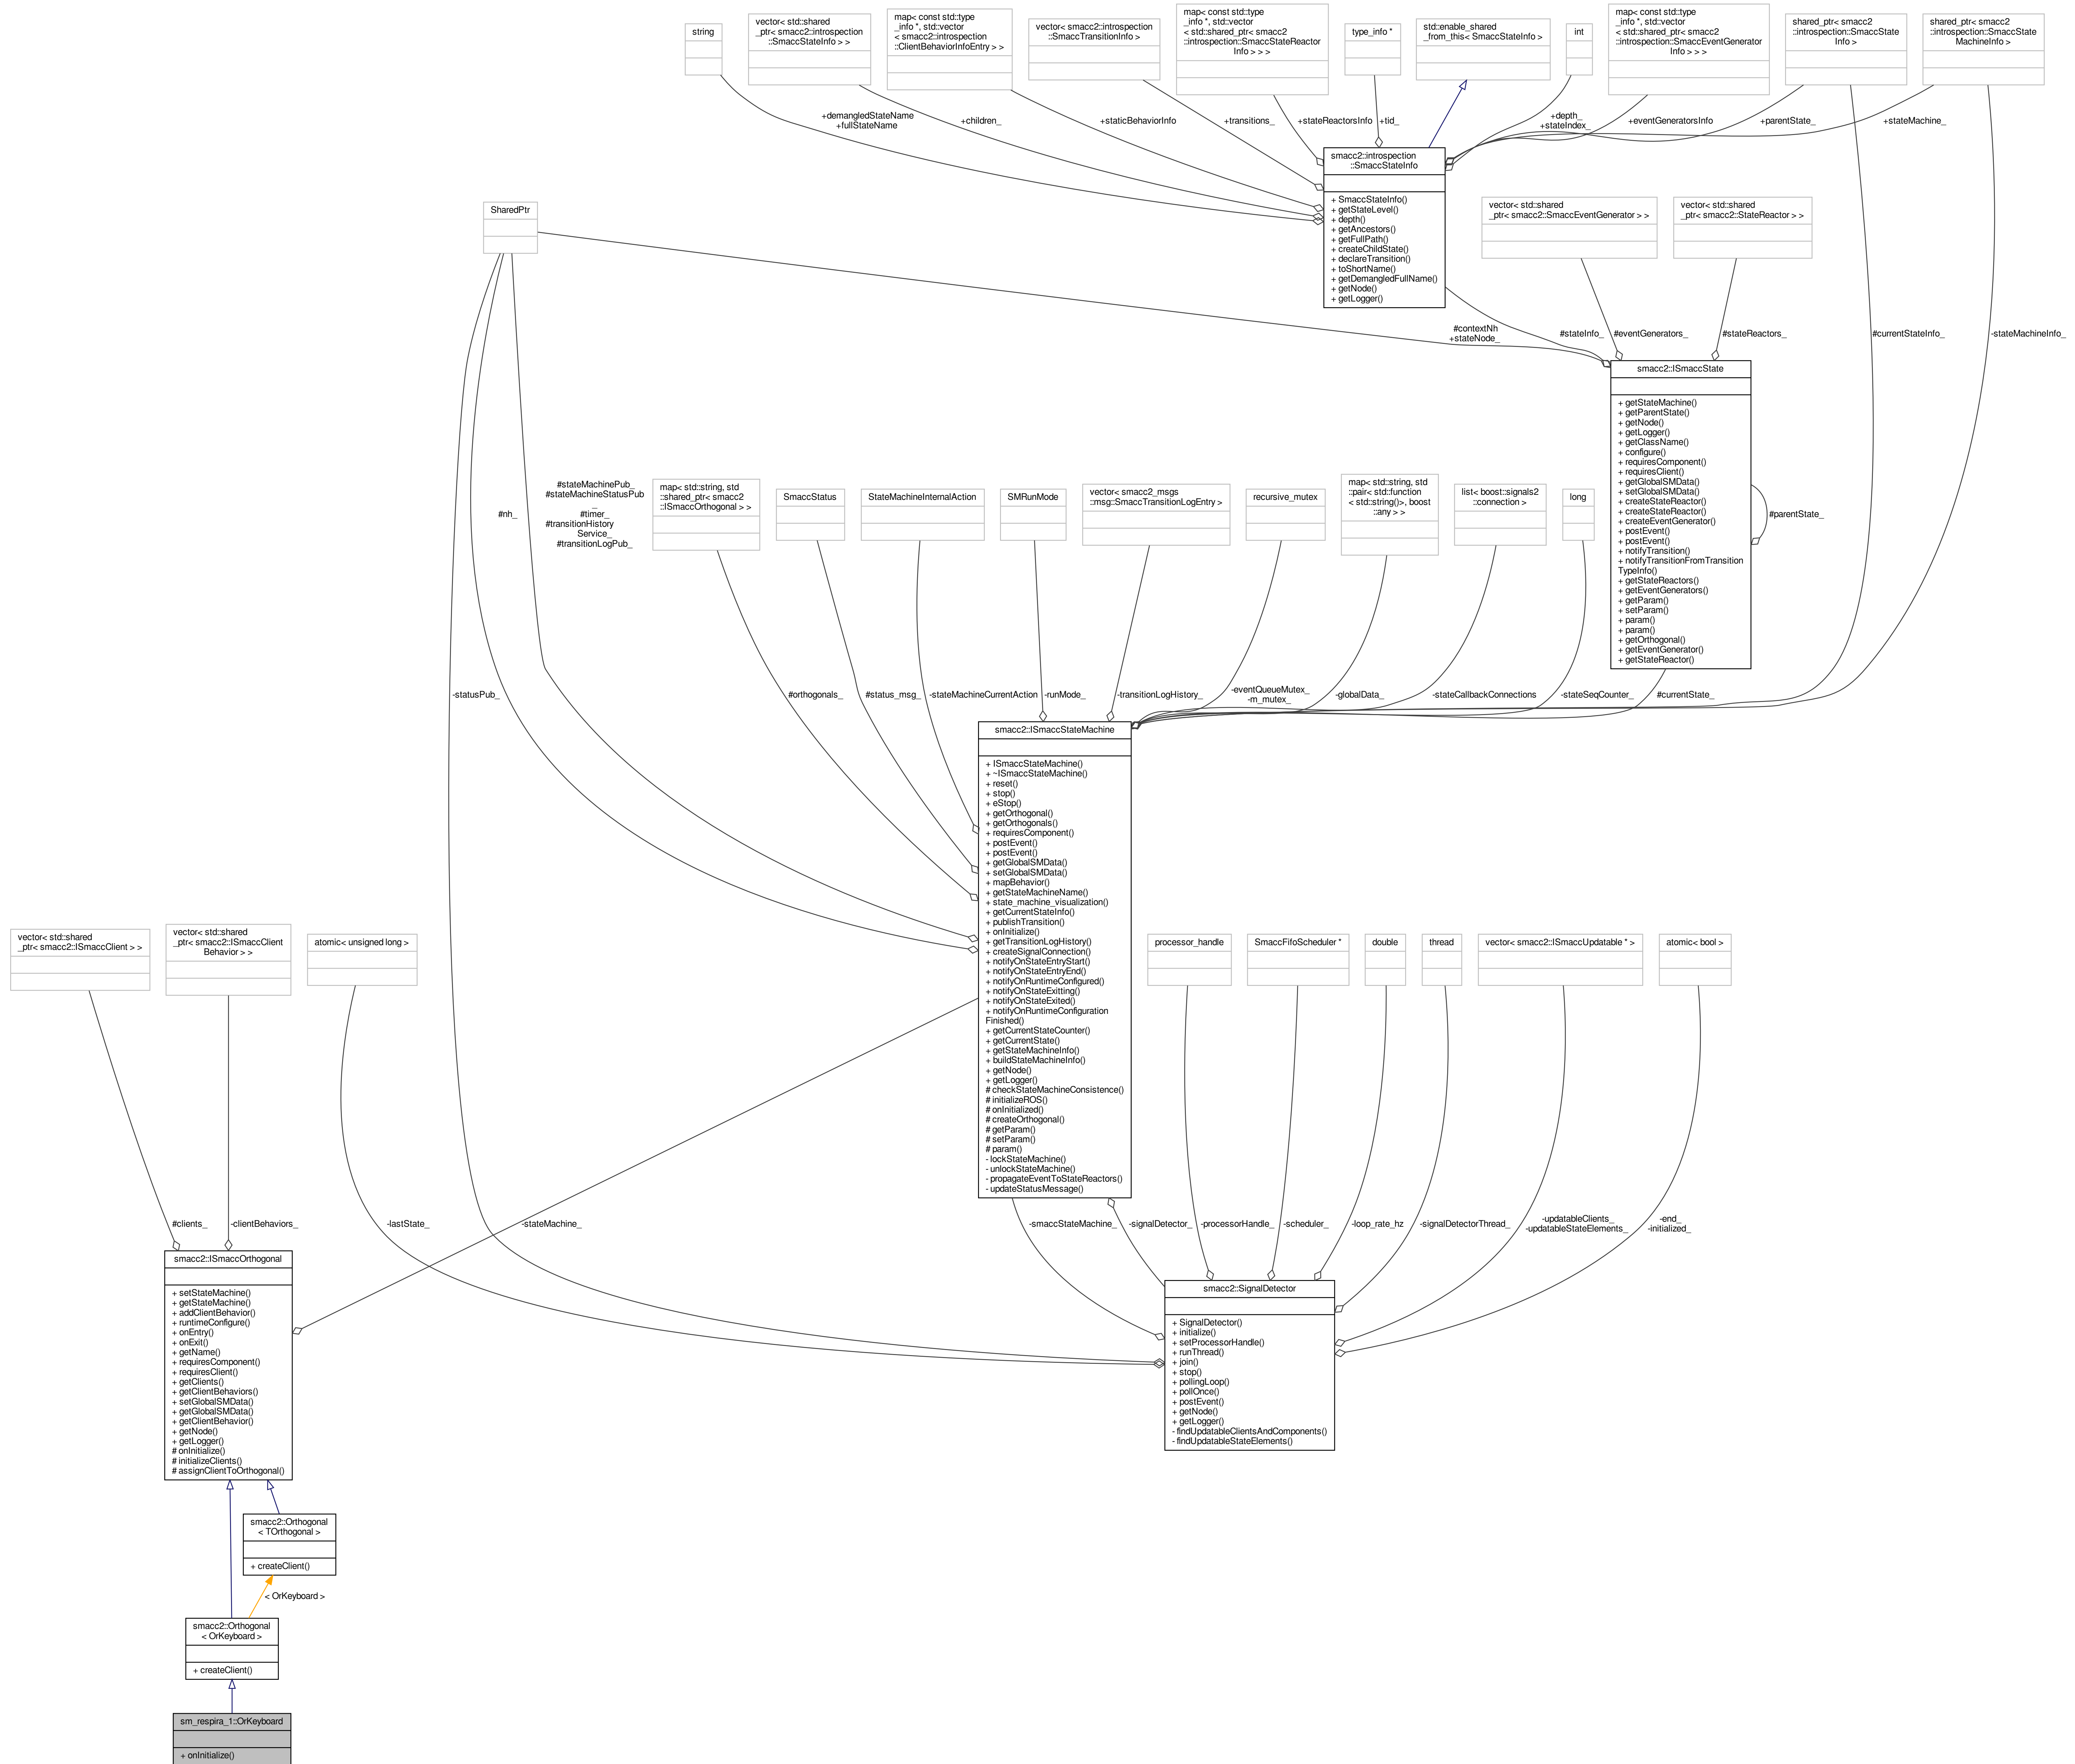 string
vector< std::shared
_ptr< smacc2::introspection
::SmaccStateInfo > >
map< const std::type
_info *, std::vector
< smacc2::introspection
::ClientBehaviorInfoEntry > >
vector< smacc2::introspection
::SmaccTransitionInfo >
map< const std::type
_info *, std::vector
< std::shared_ptr< smacc2
::introspection::SmaccStateReactor
Info > > >
type_info *
std::enable_shared
_from_this< SmaccStateInfo >
int
map< const std::type
_info *, std::vector
< std::shared_ptr< smacc2
::introspection::SmaccEventGenerator
Info > > >
shared_ptr< smacc2
::introspection::SmaccState
Info >
shared_ptr< smacc2
::introspection::SmaccState
MachineInfo >
+demangledStateName
+fullStateName
+children_
+staticBehaviorInfo
+transitions_
+stateReactorsInfo
+tid_
+depth_
+stateIndex_
+eventGeneratorsInfo
+parentState_
+stateMachine_
smacc2::introspection
::SmaccStateInfo
+ SmaccStateInfo()
+ getStateLevel()
+ depth()
+ getAncestors()
+ getFullPath()
+ createChildState()
+ declareTransition()
+ toShortName()
+ getDemangledFullName()
+ getNode()
+ getLogger()
SharedPtr
vector< std::shared
_ptr< smacc2::SmaccEventGenerator > >
vector< std::shared
_ptr< smacc2::StateReactor > >
#contextNh
+stateNode_
#stateInfo_
#eventGenerators_
#stateReactors_
#currentStateInfo_
-stateMachineInfo_
smacc2::ISmaccState
+ getStateMachine()
+ getParentState()
+ getNode()
+ getLogger()
+ getClassName()
+ configure()
+ requiresComponent()
+ requiresClient()
+ getGlobalSMData()
+ setGlobalSMData()
+ createStateReactor()
+ createStateReactor()
+ createEventGenerator()
+ postEvent()
+ postEvent()
+ notifyTransition()
+ notifyTransitionFromTransition
TypeInfo()
+ getStateReactors()
+ getEventGenerators()
+ getParam()
+ setParam()
+ param()
+ param()
+ getOrthogonal()
+ getEventGenerator()
+ getStateReactor()
#parentState_
#nh_
#stateMachinePub_
#stateMachineStatusPub
_
#timer_
#transitionHistory
Service_
#transitionLogPub_
map< std::string, std
::shared_ptr< smacc2
::ISmaccOrthogonal > >
SmaccStatus
StateMachineInternalAction
SMRunMode
vector< smacc2_msgs
::msg::SmaccTransitionLogEntry >
recursive_mutex
map< std::string, std
::pair< std::function
< std::string()>, boost
::any > >
list< boost::signals2
::connection >
long
-statusPub_
#orthogonals_
#status_msg_
-stateMachineCurrentAction
-runMode_
-transitionLogHistory_
-eventQueueMutex_
-m_mutex_
-globalData_
-stateCallbackConnections
-stateSeqCounter_
#currentState_
smacc2::ISmaccStateMachine
+ ISmaccStateMachine()
+ ~ISmaccStateMachine()
+ reset()
+ stop()
+ eStop()
+ getOrthogonal()
+ getOrthogonals()
+ requiresComponent()
+ postEvent()
+ postEvent()
+ getGlobalSMData()
+ setGlobalSMData()
+ mapBehavior()
+ getStateMachineName()
+ state_machine_visualization()
+ getCurrentStateInfo()
+ publishTransition()
+ onInitialize()
+ getTransitionLogHistory()
+ createSignalConnection()
+ notifyOnStateEntryStart()
+ notifyOnStateEntryEnd()
+ notifyOnRuntimeConfigured()
+ notifyOnStateExitting()
+ notifyOnStateExited()
+ notifyOnRuntimeConfiguration
Finished()
+ getCurrentStateCounter()
+ getCurrentState()
+ getStateMachineInfo()
+ buildStateMachineInfo()
+ getNode()
+ getLogger()
# checkStateMachineConsistence()
# initializeROS()
# onInitialized()
# createOrthogonal()
# getParam()
# setParam()
# param()
- lockStateMachine()
- unlockStateMachine()
- propagateEventToStateReactors()
- updateStatusMessage()
vector< std::shared
_ptr< smacc2::ISmaccClient > >
vector< std::shared
_ptr< smacc2::ISmaccClient
Behavior > >
atomic< unsigned long >
processor_handle
SmaccFifoScheduler *
double
thread
vector< smacc2::ISmaccUpdatable * >
atomic< bool >
#clients_
-clientBehaviors_
-lastState_
-stateMachine_
-smaccStateMachine_
-signalDetector_
-processorHandle_
-scheduler_
-loop_rate_hz
-signalDetectorThread_
-updatableClients_
-updatableStateElements_
-end_
-initialized_
smacc2::ISmaccOrthogonal
+ setStateMachine()
+ getStateMachine()
+ addClientBehavior()
+ runtimeConfigure()
+ onEntry()
+ onExit()
+ getName()
+ requiresComponent()
+ requiresClient()
+ getClients()
+ getClientBehaviors()
+ setGlobalSMData()
+ getGlobalSMData()
+ getClientBehavior()
+ getNode()
+ getLogger()
# onInitialize()
# initializeClients()
# assignClientToOrthogonal()
smacc2::SignalDetector
+ SignalDetector()
+ initialize()
+ setProcessorHandle()
+ runThread()
+ join()
+ stop()
+ pollingLoop()
+ pollOnce()
+ postEvent()
+ getNode()
+ getLogger()
- findUpdatableClientsAndComponents()
- findUpdatableStateElements()
smacc2::Orthogonal
< TOrthogonal >
+ createClient()
< OrKeyboard >
smacc2::Orthogonal
< OrKeyboard >
+ createClient()
sm_respira_1::OrKeyboard
+ onInitialize()